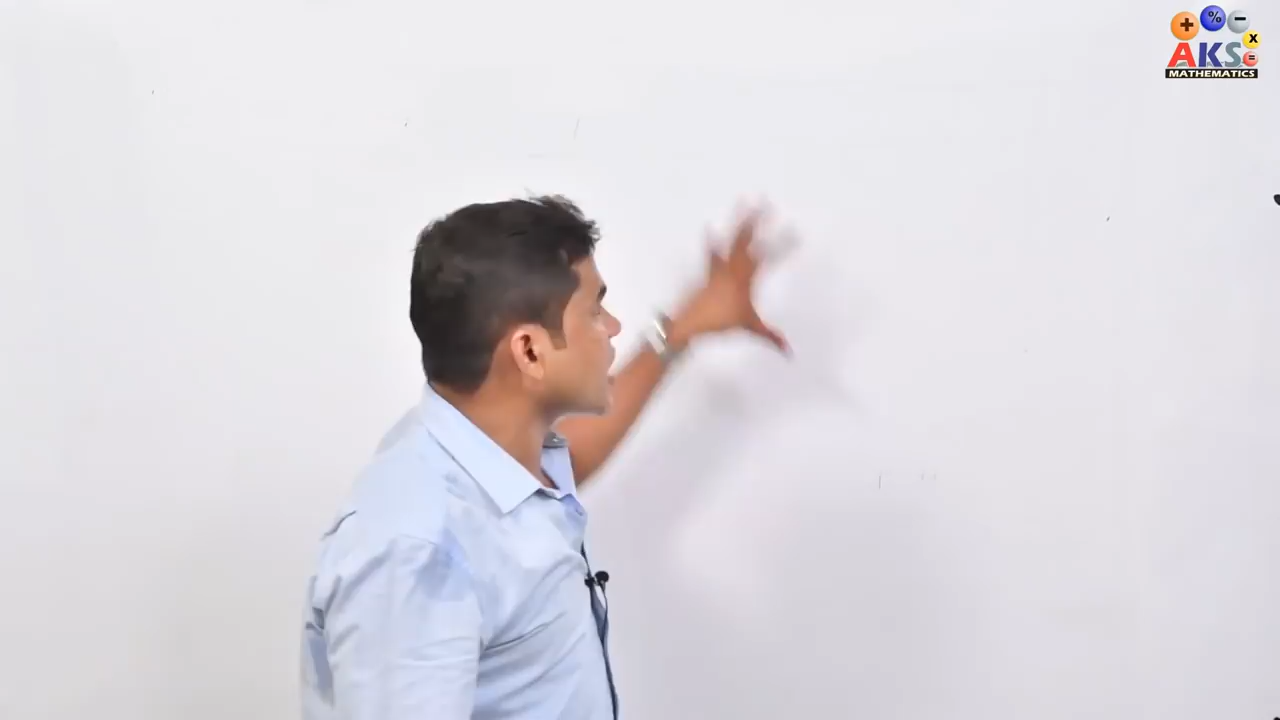 + % −
x
AKS =
MATHEMATICS